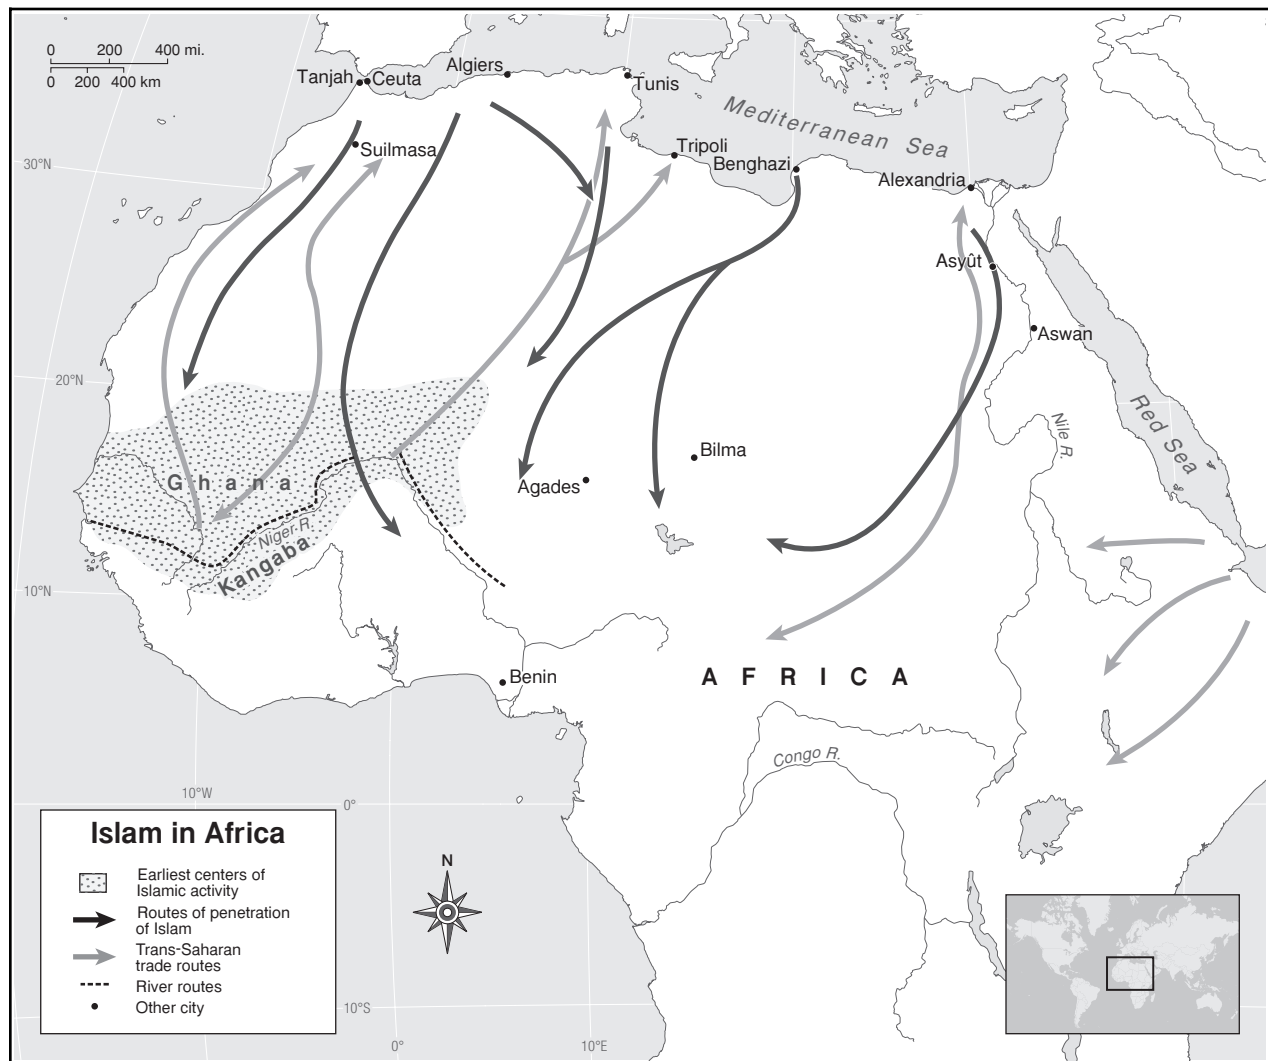 0 200 400 mi.
0 200 400 km
Tanjah
Ceuta
Algiers
Tunis
Suilmasa
Mediterranean Sea
Tripoli
Benghazi
Alexandria
30°N
Asyût
Aswan
20°N
Nile R.
Red Sea
Bilma
Agades
Ghana
Niger R.
Kangaba
10°N
Benin
AFRICA
Congo R.
10°W
0°
Islam in Africa
Earliest centers of
Islamic activity
Routes of penetration
of Islam
Trans-Saharan
trade routes
River routes
Other city
N
10°S
0°
10°E